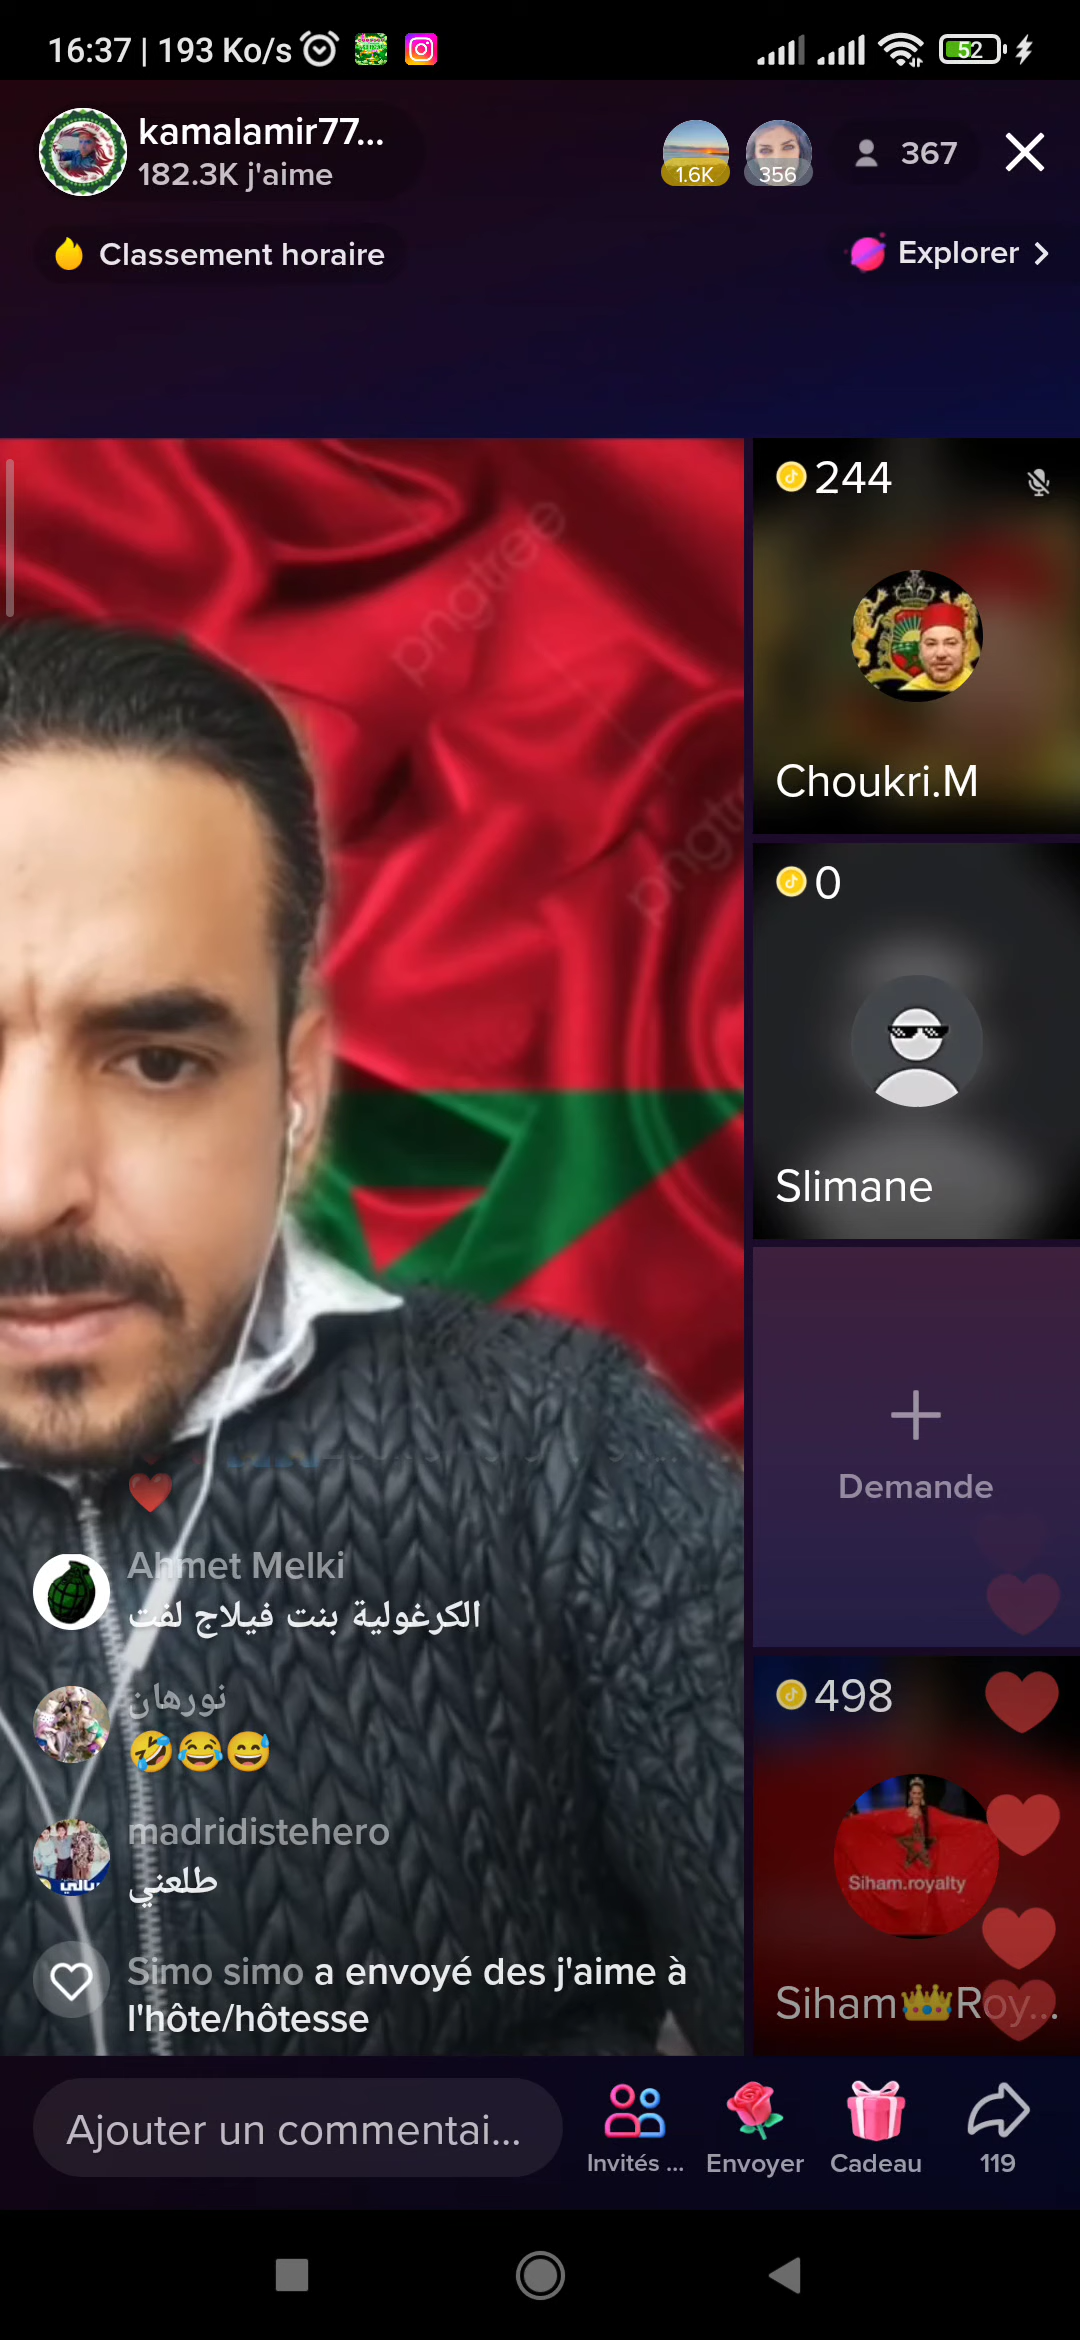 16:37 | 193 Ko/s
52
kamalamir77...
182.3K j'aime
1.6K
356
367
Classement horaire
Explorer
pngtree
244
Choukri.M
0
Slimane
Demande
Ahmet Melki
الكرغولية بنت فيلاج لفت
نورهان
🤣😂😅
madridistehero
طلعني
Simo simo a envoyé des j'aime à
l'hôte/hôtesse
498
Siham.royalty
Siham👑Roy...
Ajouter un commentai...
Invités ...
Envoyer
Cadeau
119